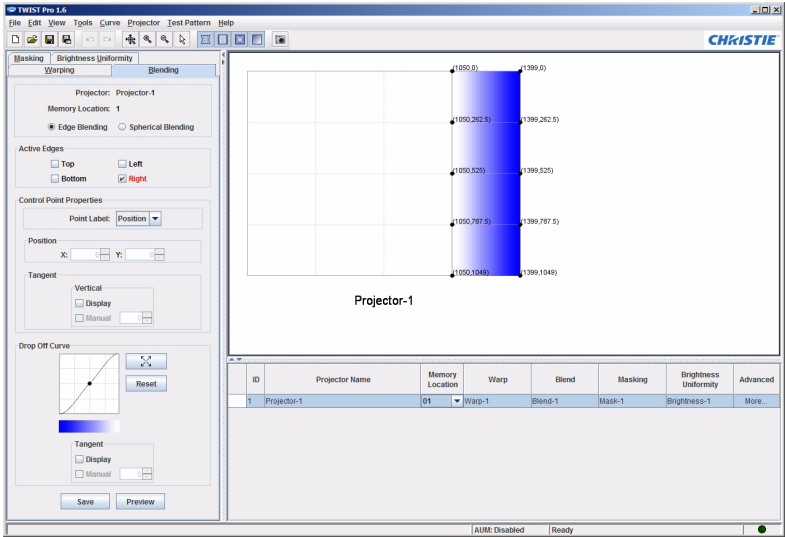 TWIST Pro 1.6
File Edit View Tools Curve Projector Test Pattern Help
CHRISTIE
Masking Brightness Uniformity
Warping Blending
Projector: Projector-1
Memory Location: 1
Edge Blending Spherical Blending
Active Edges
Top Left
Bottom Right
Control Point Properties
Point Label: Position
Position
X: 0 Y: 0
Tangent
Vertical
Display
Manual 0
Drop Off Curve
Reset
Tangent
Display
Manual 0
Save Preview
(1050,0) (1399,0)
(1050,262.5) (1399,262.5)
(1050,525) (1399,525)
(1050,787.5) (1399,787.5)
(1050,1049) (1399,1049)
Projector-1
ID Projector Name Memory Location Warp Blend Masking Brightness Uniformity Advanced
1 Projector-1 01 Warp-1 Blend-1 Mask-1 Brightness-1 More...
AUM: Disabled Ready